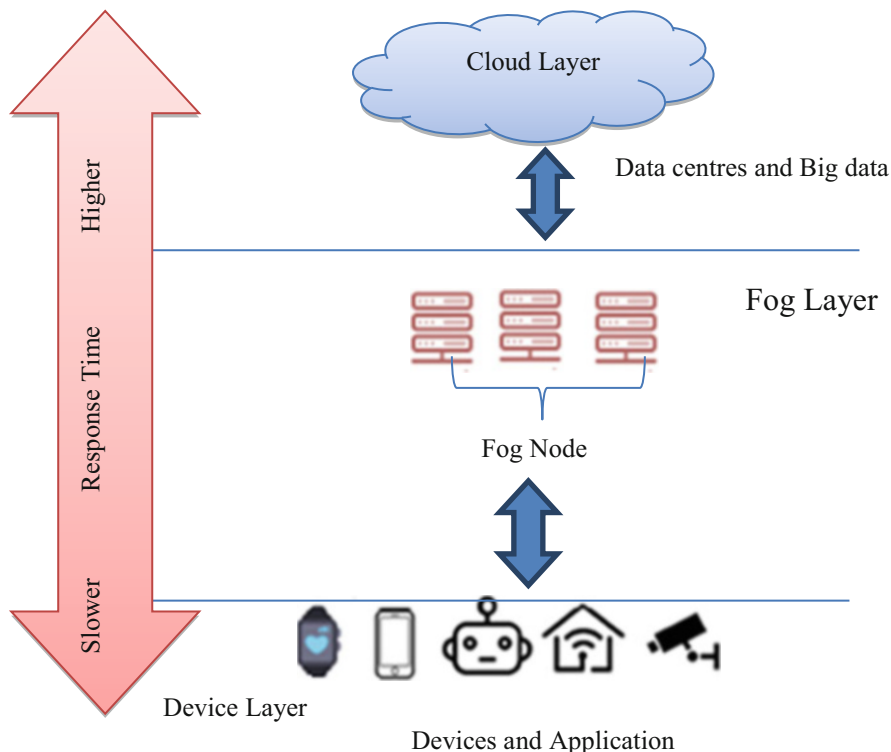 Cloud Layer
Data centres and Big data
Higher
Fog Layer
Response Time
Fog Node
Slower
Device Layer
Devices and Application